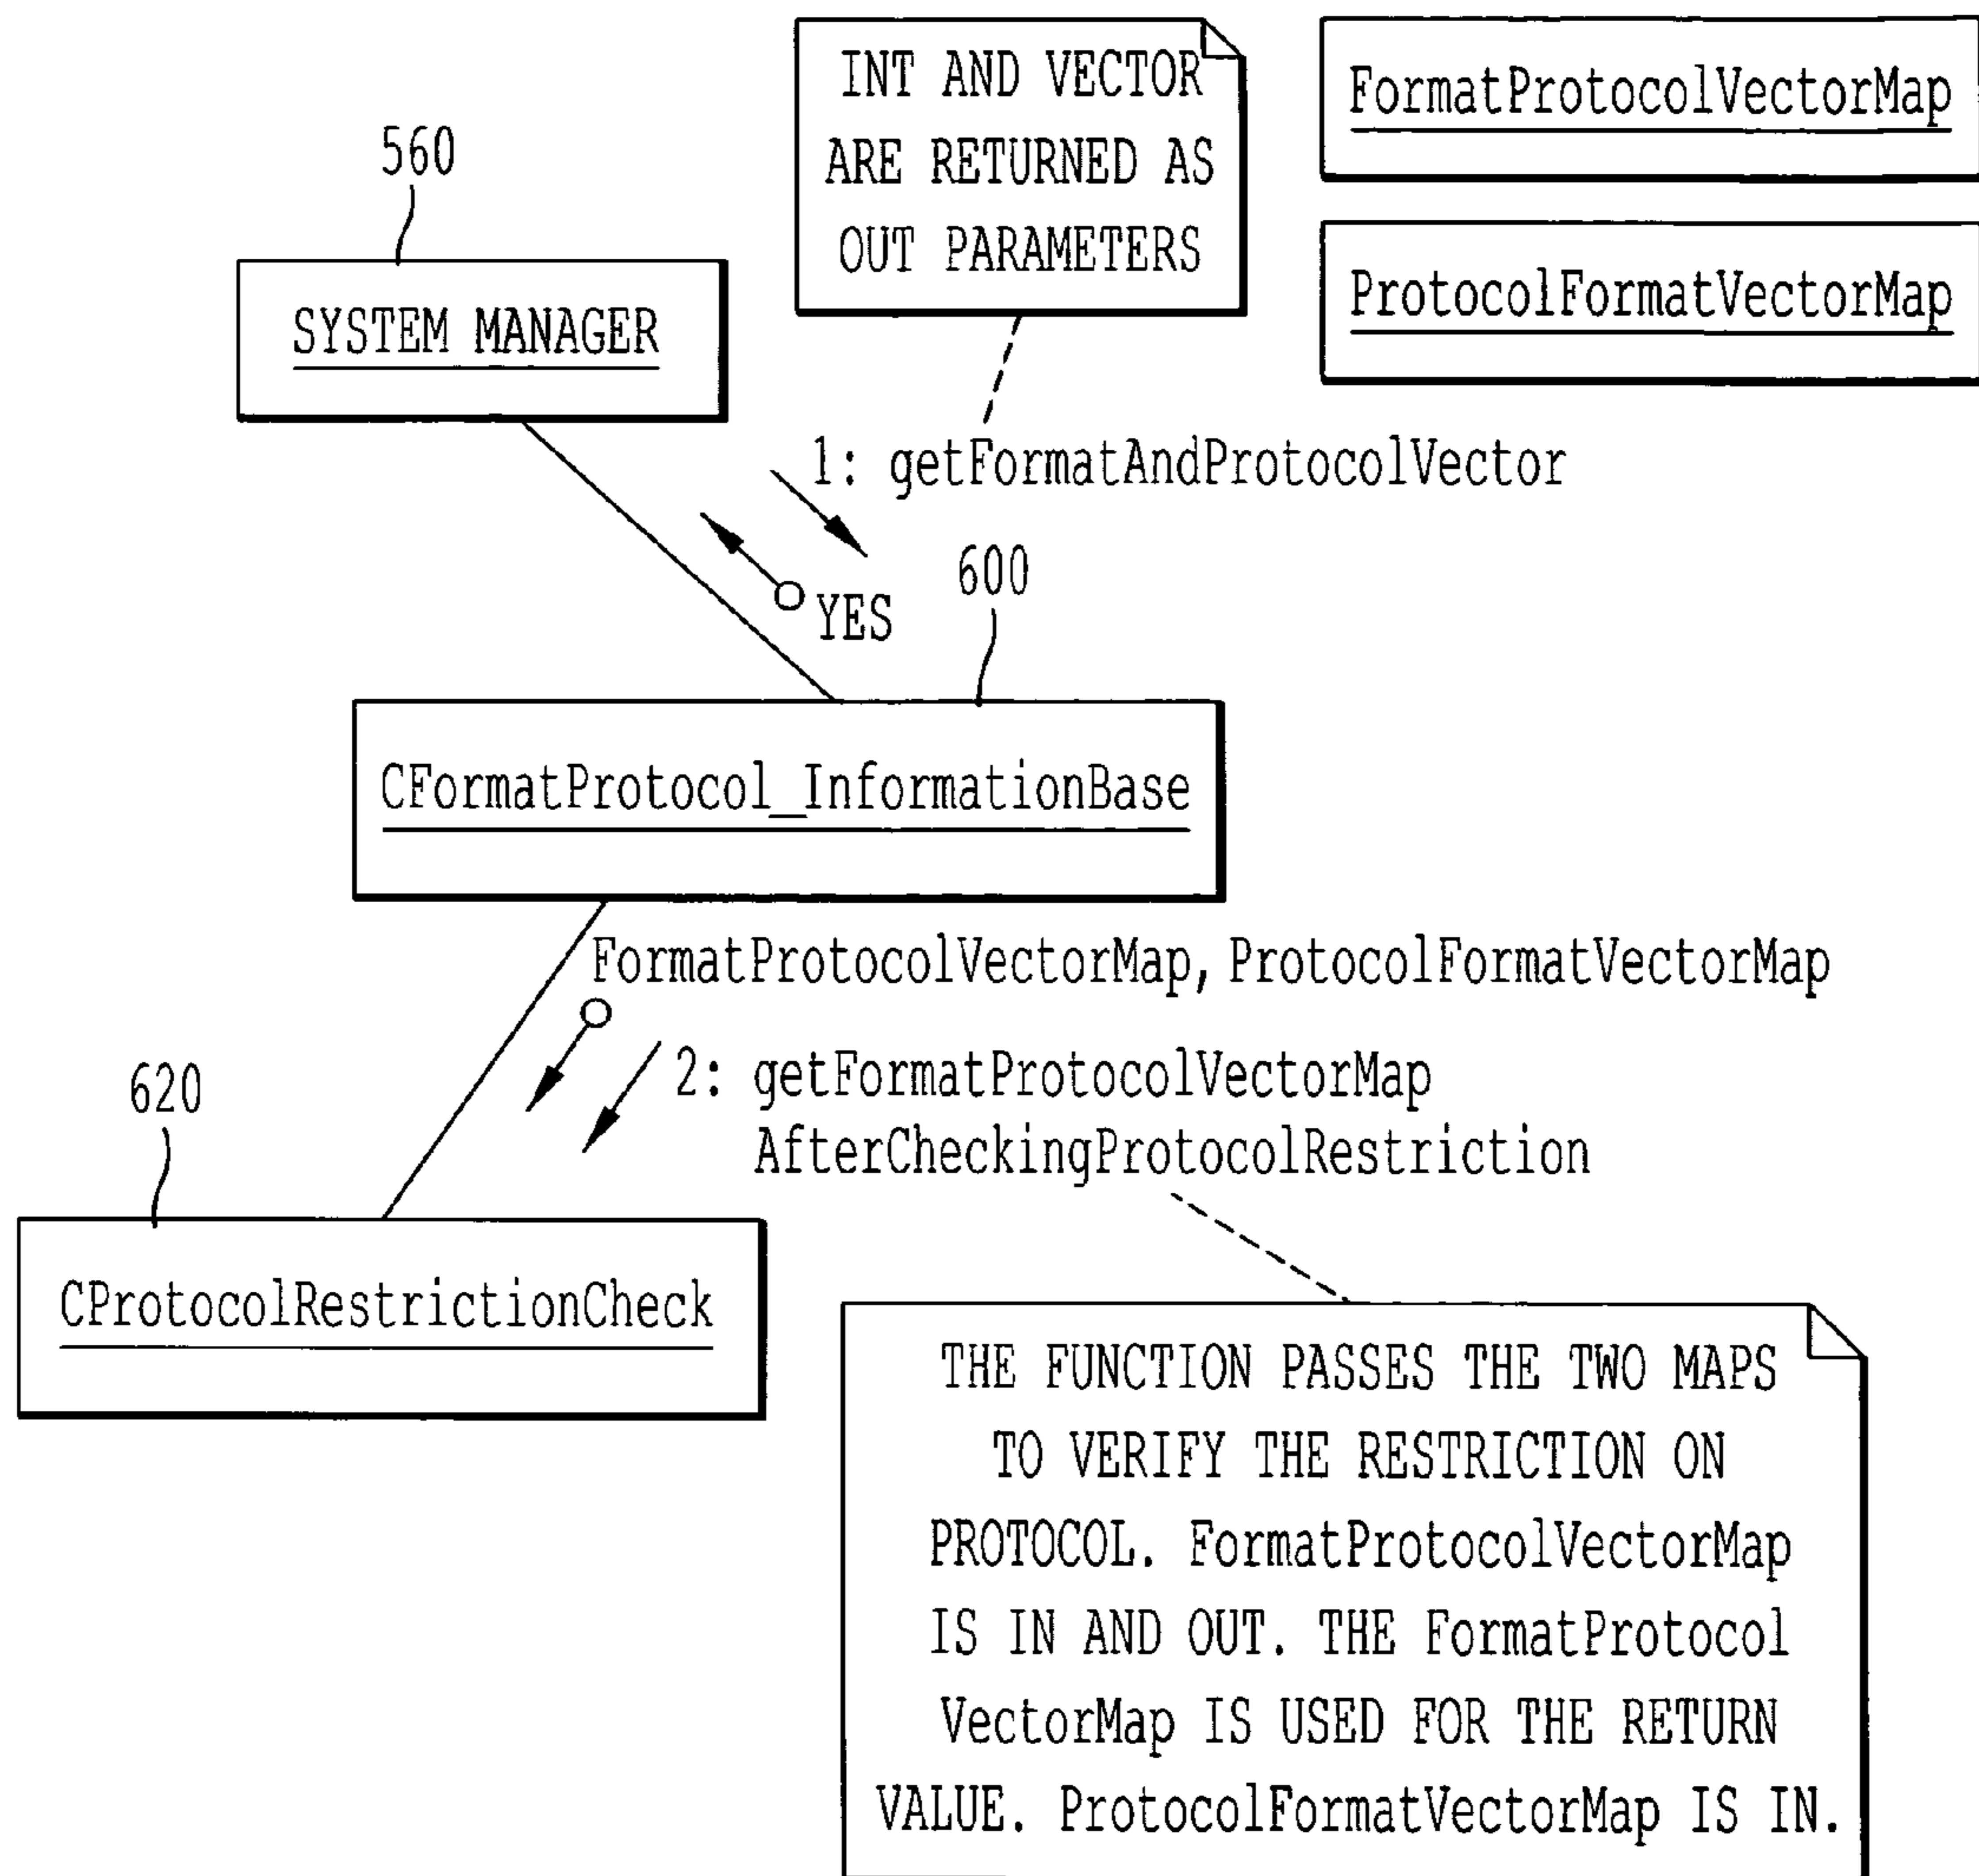 INT AND VECTOR
ARE RETURNED AS
OUT PARAMETERS
FormatProtocolVectorMap
ProtocolFormatVectorMap
560
SYSTEM MANAGER
1: getFormatAndProtocolVector
YES
600
CFormatProtocol_InformationBase
FormatProtocolVectorMap, ProtocolFormatVectorMap
2: getFormatProtocolVectorMap
AfterCheckingProtocolRestriction
620
CProtocolRestrictionCheck
THE FUNCTION PASSES THE TWO MAPS
TO VERIFY THE RESTRICTION ON
PROTOCOL. FormatProtocolVectorMap
IS IN AND OUT. THE FormatProtocol
VectorMap IS USED FOR THE RETURN
VALUE. ProtocolFormatVectorMap IS IN.